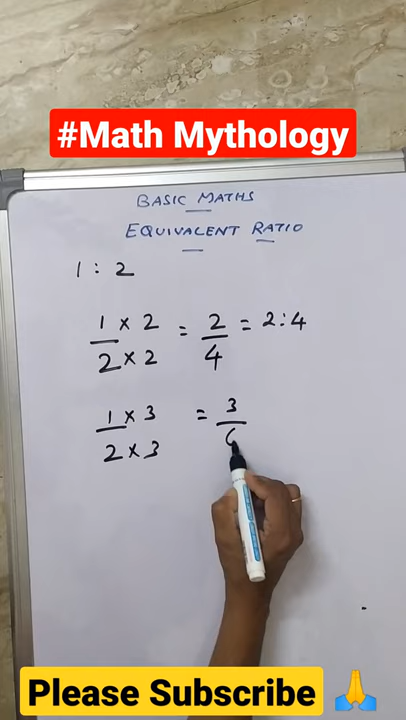 #Math Mythology
BASIC MATHS
EQUIVALENT RATIO
1 : 2
1 × 2 / 2 × 2 = 2 / 4 = 2:4
1 × 3 / 2 × 3 = 3 / 6
Please Subscribe 🙏